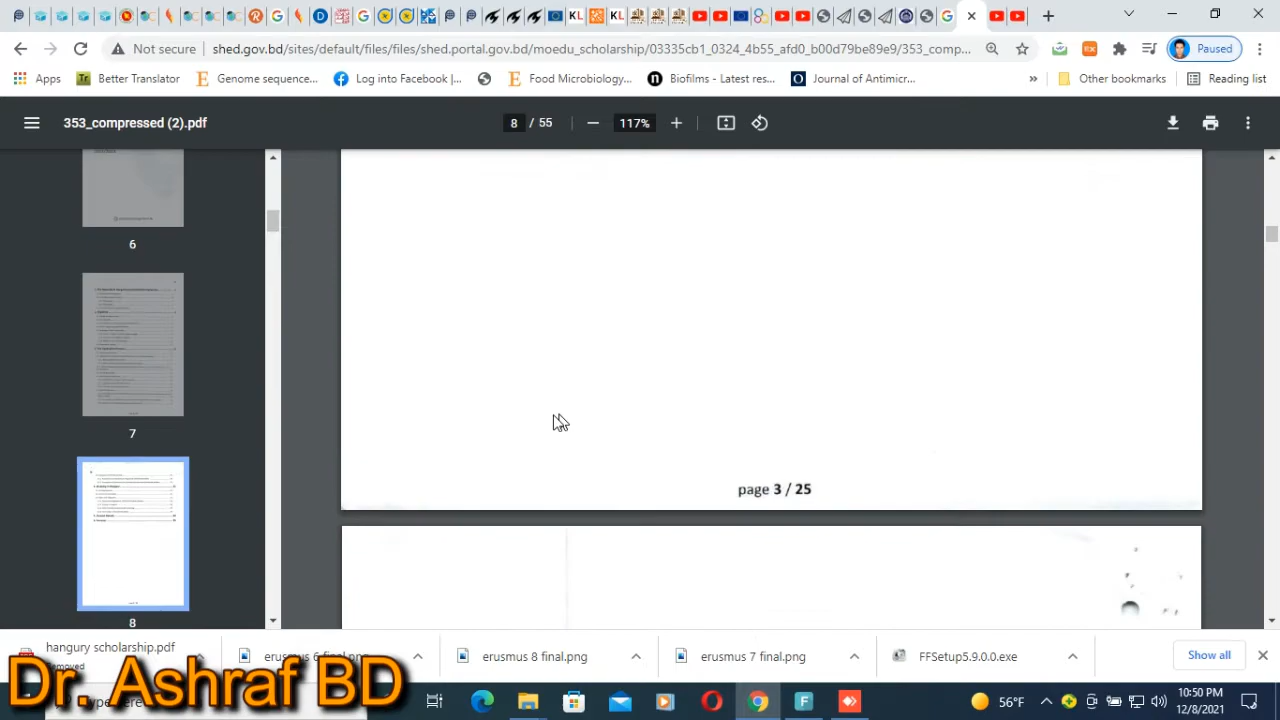 Paused
Not secure
shed.gov.bd/sites/default/files/files/shed.portal.gov.bd/moedu_scholarship/03335cb1_0324_4b55_afd0_b00d79be89e9/353_comp...
Apps
Better Translator
Genome sequence...
Log into Facebook |...
Food Microbiology...
Biofilms - Latest res...
Journal of Antimicr...
»
Other bookmarks
Reading list
353_compressed (2).pdf
8 / 55
117%
6
7
8
page 3 / 25
hangury scholarship.pdf
Removed
erusmus 6 final.png
erusmus 8 final.png
erusmus 7 final.png
FFSetup5.9.0.0.exe
Show all
Dr. Ashraf BD
Type here
56°F
10:50 PM
12/8/2021